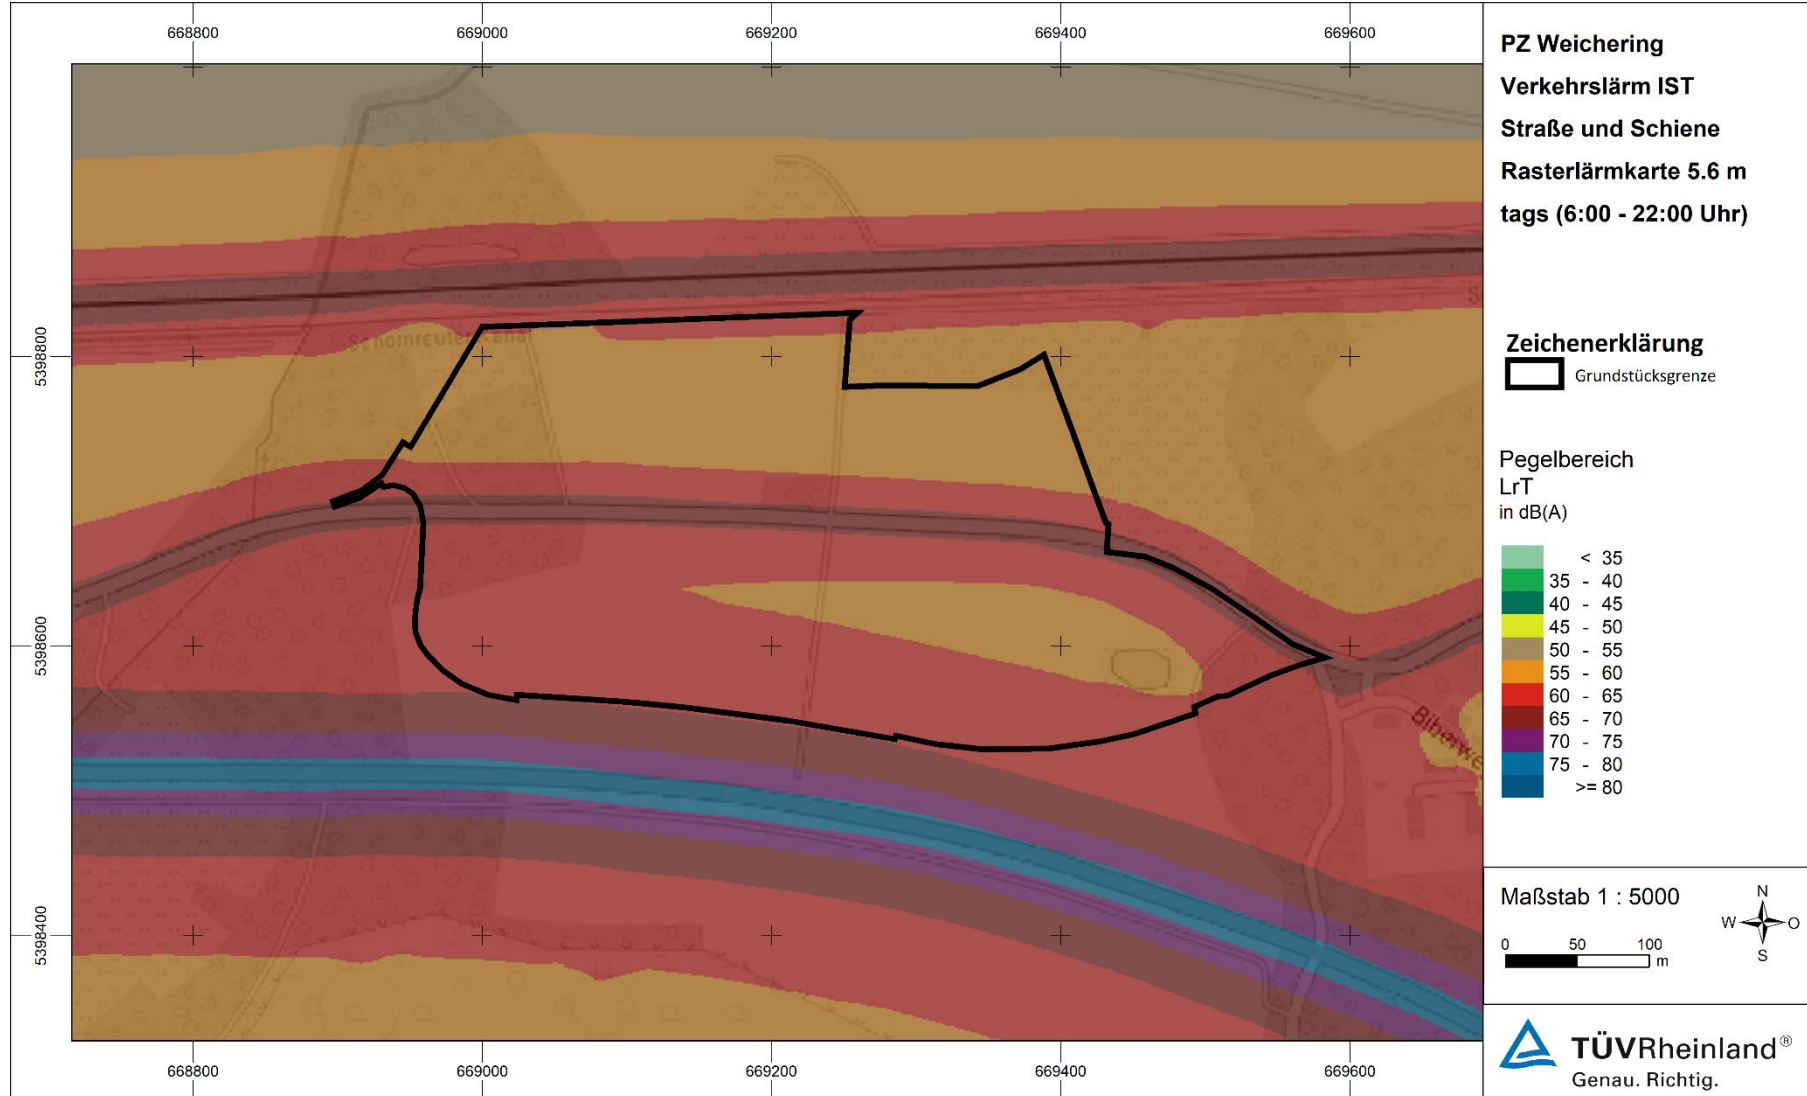 668800 669000 669200 669400 669600
PZ Weichering
Verkehrslärm IST
Straße und Schiene
Rasterlärmkarte 5.6 m
tags (6:00 - 22:00 Uhr)
5398800
5398600
5398400
Schornreuter Kanal
S
Biberwe
Zeichenerklärung
Grundstücksgrenze
Pegelbereich
LrT
in dB(A)
< 35
35 - 40
40 - 45
45 - 50
50 - 55
55 - 60
60 - 65
65 - 70
70 - 75
75 - 80
>= 80
Maßstab 1 : 5000
0 50 100
m
N
W O
S
668800 669000 669200 669400 669600
TÜVRheinland®
Genau. Richtig.